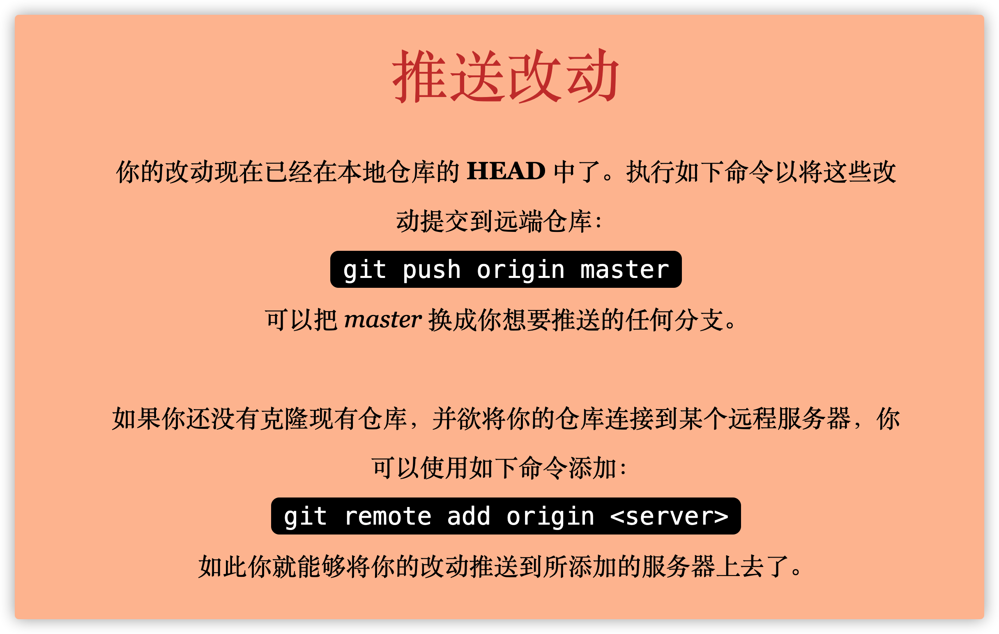 推送改动
你的改动现在已经在本地仓库的 HEAD 中了。执行如下命令以将这些改
动提交到远端仓库：
git push origin master
可以把 master 换成你想要推送的任何分支。
如果你还没有克隆现有仓库，并欲将你的仓库连接到某个远程服务器，你
可以使用如下命令添加：
git remote add origin <server>
如此你就能够将你的改动推送到所添加的服务器上去了。